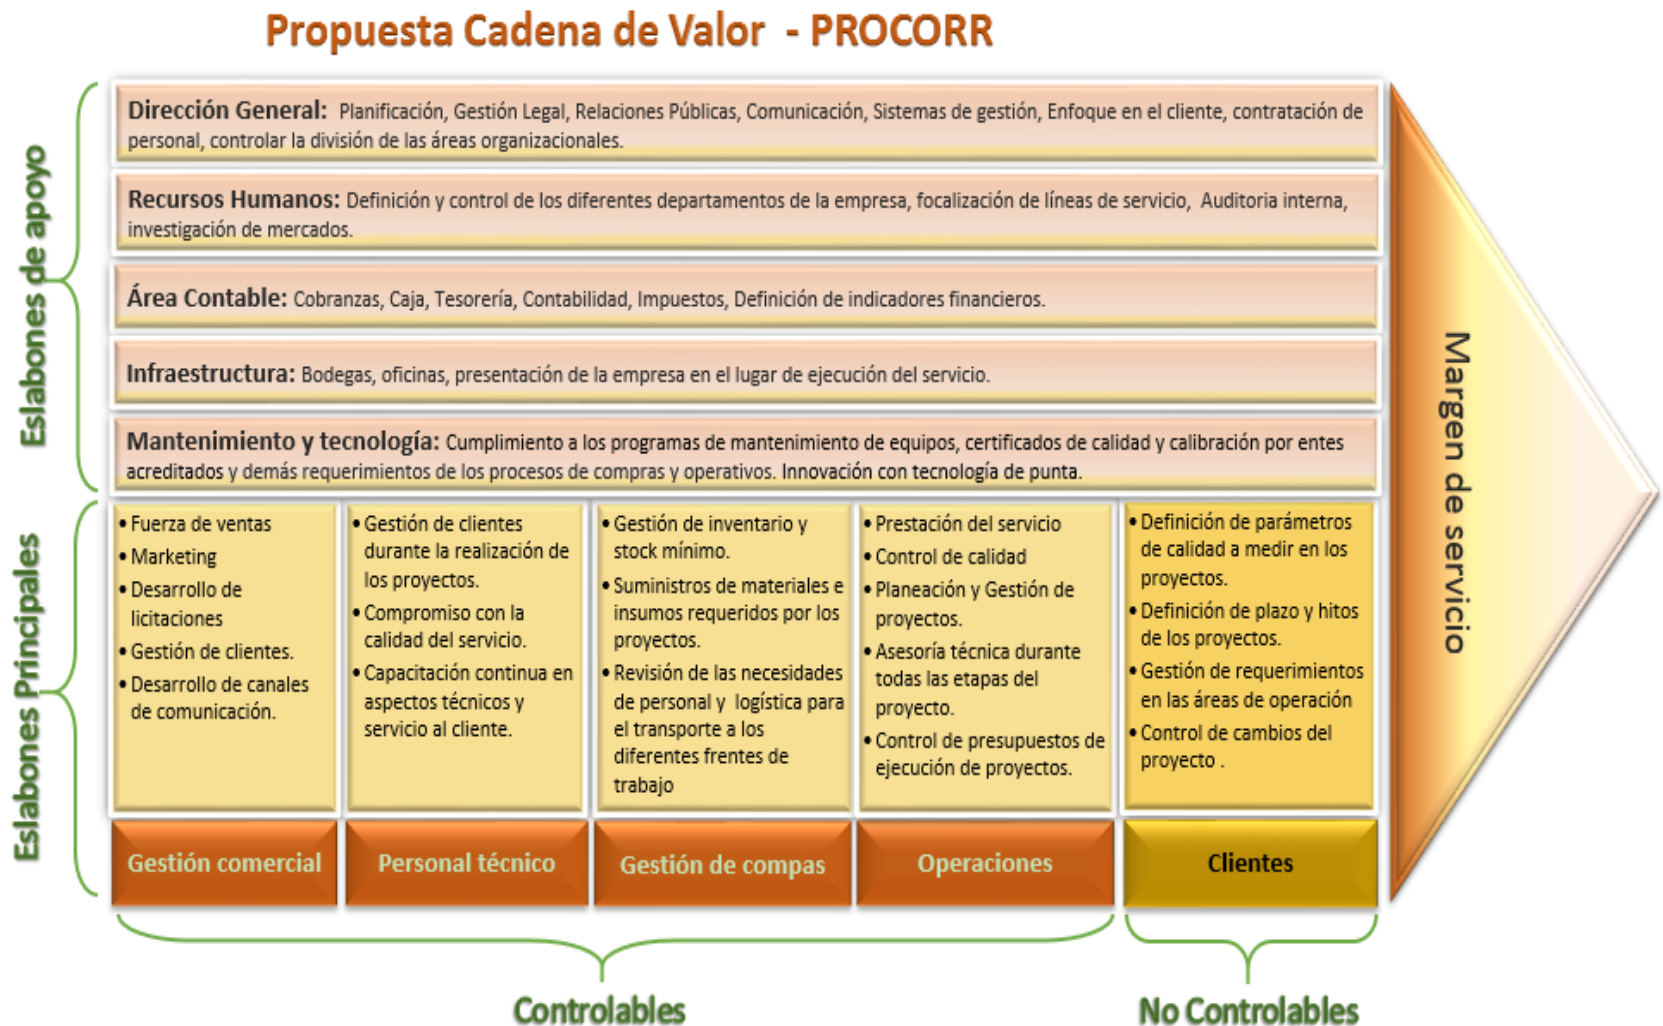 Propuesta Cadena de Valor - PROCORR
Eslabones de apoyo
Dirección General: Planificación, Gestión Legal, Relaciones Públicas, Comunicación, Sistemas de gestión, Enfoque en el cliente, contratación de
personal, controlar la división de las áreas organizacionales.
Recursos Humanos: Definición y control de los diferentes departamentos de la empresa, focalización de líneas de servicio, Auditoria interna,
investigación de mercados.
Área Contable: Cobranzas, Caja, Tesorería, Contabilidad, Impuestos, Definición de indicadores financieros.
Infraestructura: Bodegas, oficinas, presentación de la empresa en el lugar de ejecución del servicio.
Mantenimiento y tecnología: Cumplimiento a los programas de mantenimiento de equipos, certificados de calidad y calibración por entes
acreditados y demás requerimientos de los procesos de compras y operativos. Innovación con tecnología de punta.
Margen de servicio
Eslabones Principales
• Fuerza de ventas
• Marketing
• Desarrollo de
licitaciones
• Gestión de clientes.
• Desarrollo de canales
de comunicación.
Gestión comercial
• Gestión de clientes
durante la realización de
los proyectos.
• Compromiso con la
calidad del servicio.
• Capacitación continua en
aspectos técnicos y
servicio al cliente.
Personal técnico
• Gestión de inventario y
stock mínimo.
• Suministros de materiales e
insumos requeridos por los
proyectos.
• Revisión de las necesidades
de personal y logística para
el transporte a los
diferentes frentes de
trabajo
Gestión de compas
• Prestación del servicio
• Control de calidad
• Planeación y Gestión de
proyectos.
• Asesoría técnica durante
todas las etapas del
proyecto.
• Control de presupuestos de
ejecución de proyectos.
Operaciones
• Definición de parámetros
de calidad a medir en los
proyectos.
• Definición de plazo y hitos
de los proyectos.
• Gestión de requerimientos
en las áreas de operación
• Control de cambios del
proyecto .
Clientes
Controlables
No Controlables